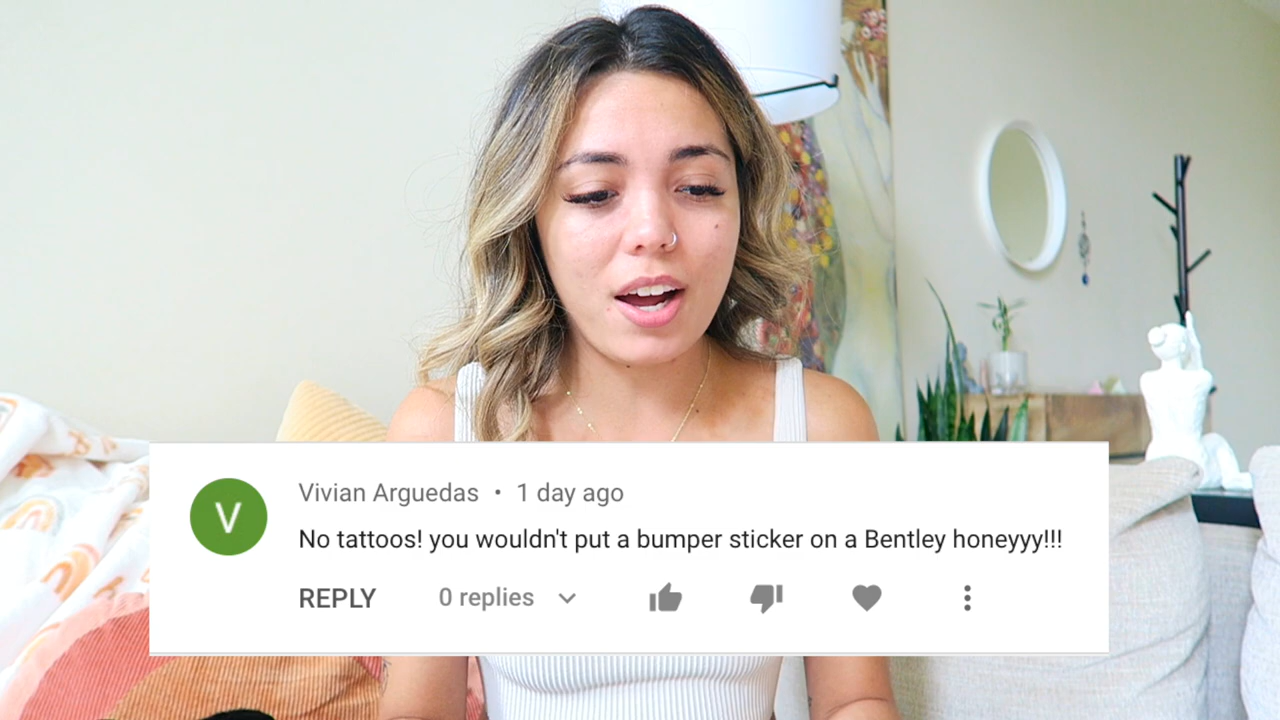 V
Vivian Arguedas • 1 day ago
No tattoos! you wouldn't put a bumper sticker on a Bentley honeyyy!!!
REPLY 0 replies